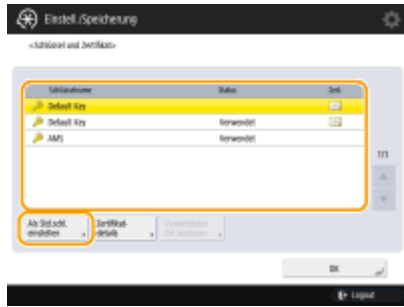 Einstell./Speicherung
<Schlüssel und Zertifikat>
Schlüsselname Status Zert.
Default Key
Default Key Verwendet
AMS Verwendet
1/1
Als Std.schl. einstellen
Zertifikat-
details
OK
Logout